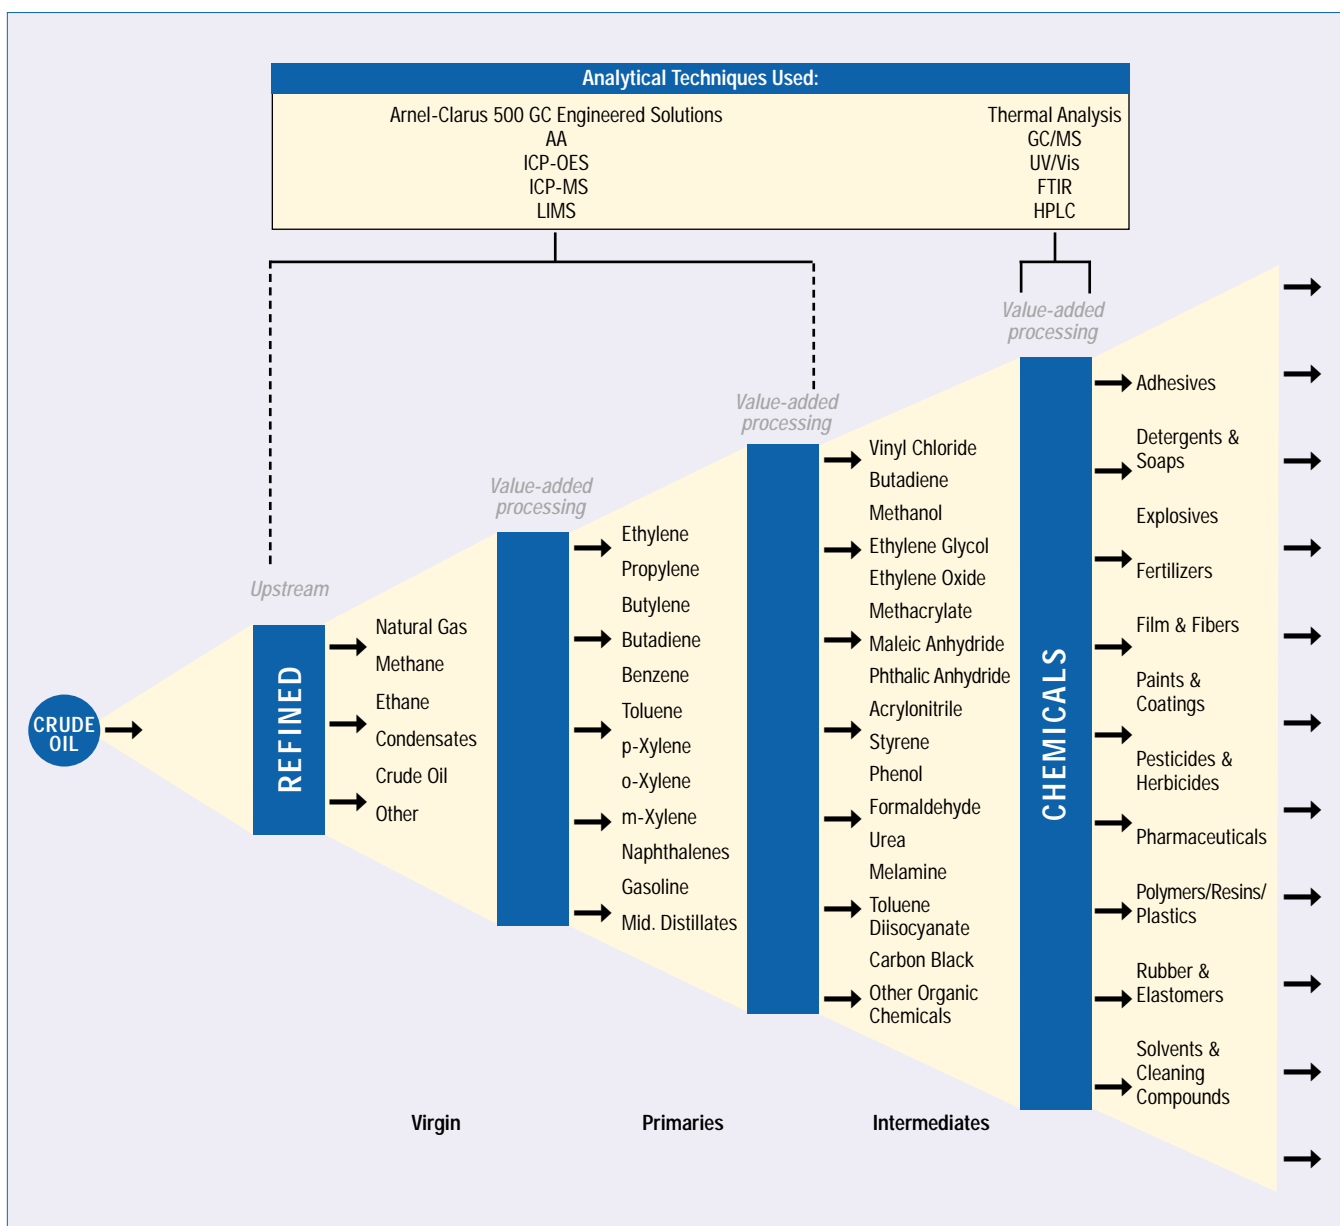 Analytical Techniques Used:
Arnel-Clarus 500 GC Engineered Solutions
AA
ICP-OES
ICP-MS
LIMS
Thermal Analysis
GC/MS
UV/Vis
FTIR
HPLC
CRUDE
OIL
Upstream
REFINED
Natural Gas
Methane
Ethane
Condensates
Crude Oil
Other
Virgin
Value-added
processing
Ethylene
Propylene
Butylene
Butadiene
Benzene
Toluene
p-Xylene
o-Xylene
m-Xylene
Naphthalenes
Gasoline
Mid. Distillates
Primaries
Value-added
processing
Vinyl Chloride
Butadiene
Methanol
Ethylene Glycol
Ethylene Oxide
Methacrylate
Maleic Anhydride
Phthalic Anhydride
Acrylonitrile
Styrene
Phenol
Formaldehyde
Urea
Melamine
Toluene
Diisocyanate
Carbon Black
Other Organic
Chemicals
Intermediates
Value-added
processing
CHEMICALS
Adhesives
Detergents &
Soaps
Explosives
Fertilizers
Film & Fibers
Paints &
Coatings
Pesticides &
Herbicides
Pharmaceuticals
Polymers/Resins/
Plastics
Rubber &
Elastomers
Solvents &
Cleaning
Compounds